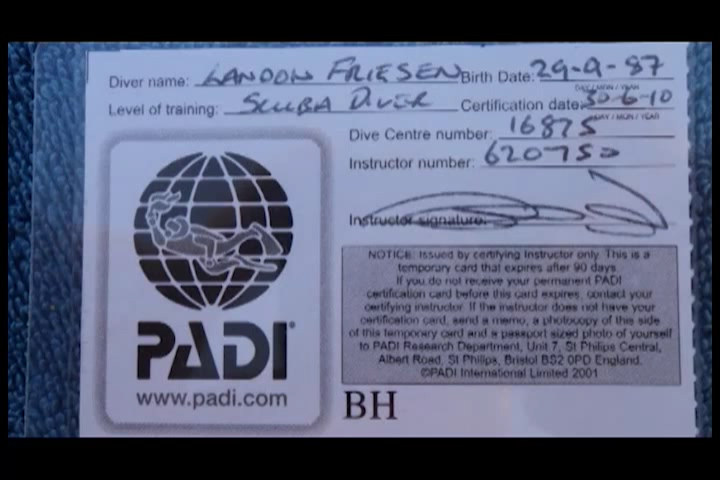 Diver name: LANDON FRIESEN Birth Date: 29-9-87
DAY / MON / YEAR
Level of training: SCUBA DIVER Certification date: 30-6-10
DAY / MON / YEAR
Dive Centre number: 16875
Instructor number: 620750
Instructor signature:
NOTICE: Issued by certifying Instructor only. This is
a temporary card that expires after 90 days.
If you do not receive your permanent PADI
certification card before this card expires, contact your
certifying instructor. If the instructor does not have your
certification card, send a memo, a photocopy of this side
of this temporary card and a passport sized photo of yourself
to PADI Research Department, Unit 7, St Philips Central,
Albert Road, St Philips, Bristol BS2 0PD England.
©PADI International Limited 2001
PADI
www.padi.com
BH